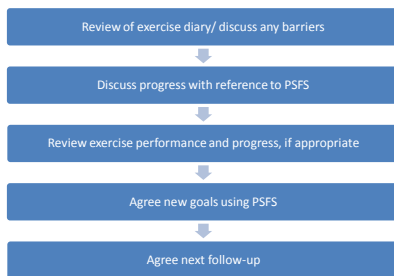 Review of exercise diary/ discuss any barriers
Discuss progress with reference to PSFS
Review exercise performance and progress, if appropriate
Agree new goals using PSFS
Agree next follow-up